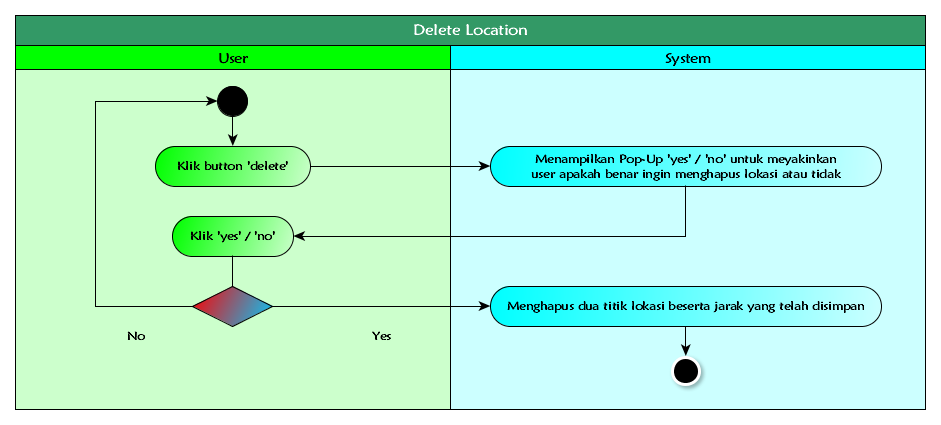 Delete Location
User
System
Klik button 'delete'
Menampilkan Pop-Up 'yes' / 'no' untuk meyakinkan
user apakah benar ingin menghapus lokasi atau tidak
Klik 'yes' / 'no'
Menghapus dua titik lokasi beserta jarak yang telah disimpan
No
Yes